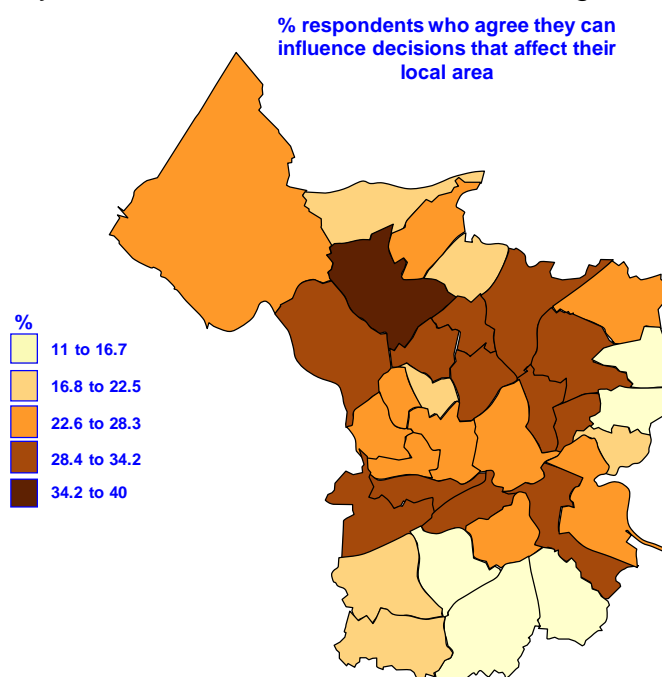 % respondents who agree they can
influence decisions that affect their
local area
%
11 to 16.7
16.8 to 22.5
22.6 to 28.3
28.4 to 34.2
34.2 to 40